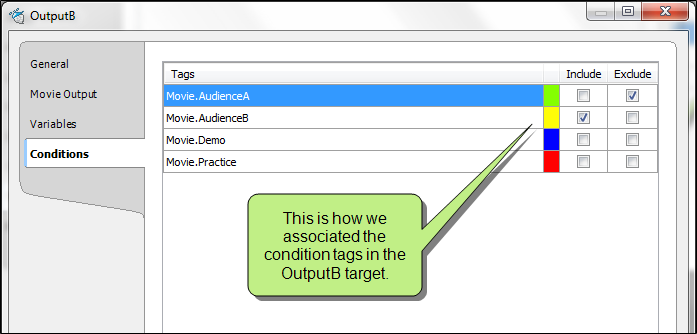 OutputB
General
Movie Output
Variables
Conditions
Tags Include Exclude
Movie.AudienceA
Movie.AudienceB
Movie.Demo
Movie.Practice
This is how we
associated the
condition tags in the
OutputB target.